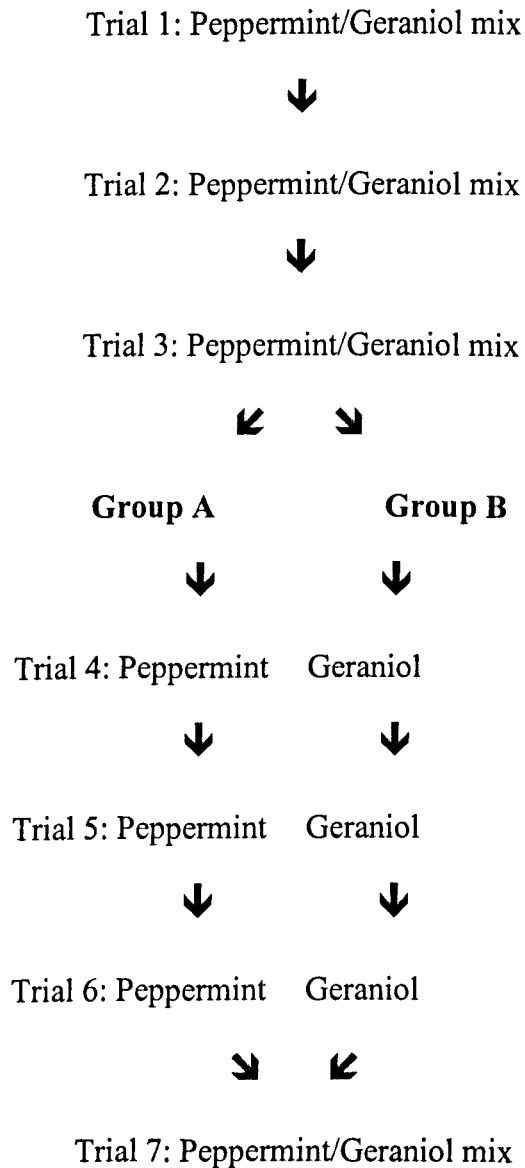 Trial 1: Peppermint/Geraniol mix
Trial 2: Peppermint/Geraniol mix
Trial 3: Peppermint/Geraniol mix
Group A Group B
Trial 4: Peppermint Geraniol
Trial 5: Peppermint Geraniol
Trial 6: Peppermint Geraniol
Trial 7: Peppermint/Geraniol mix